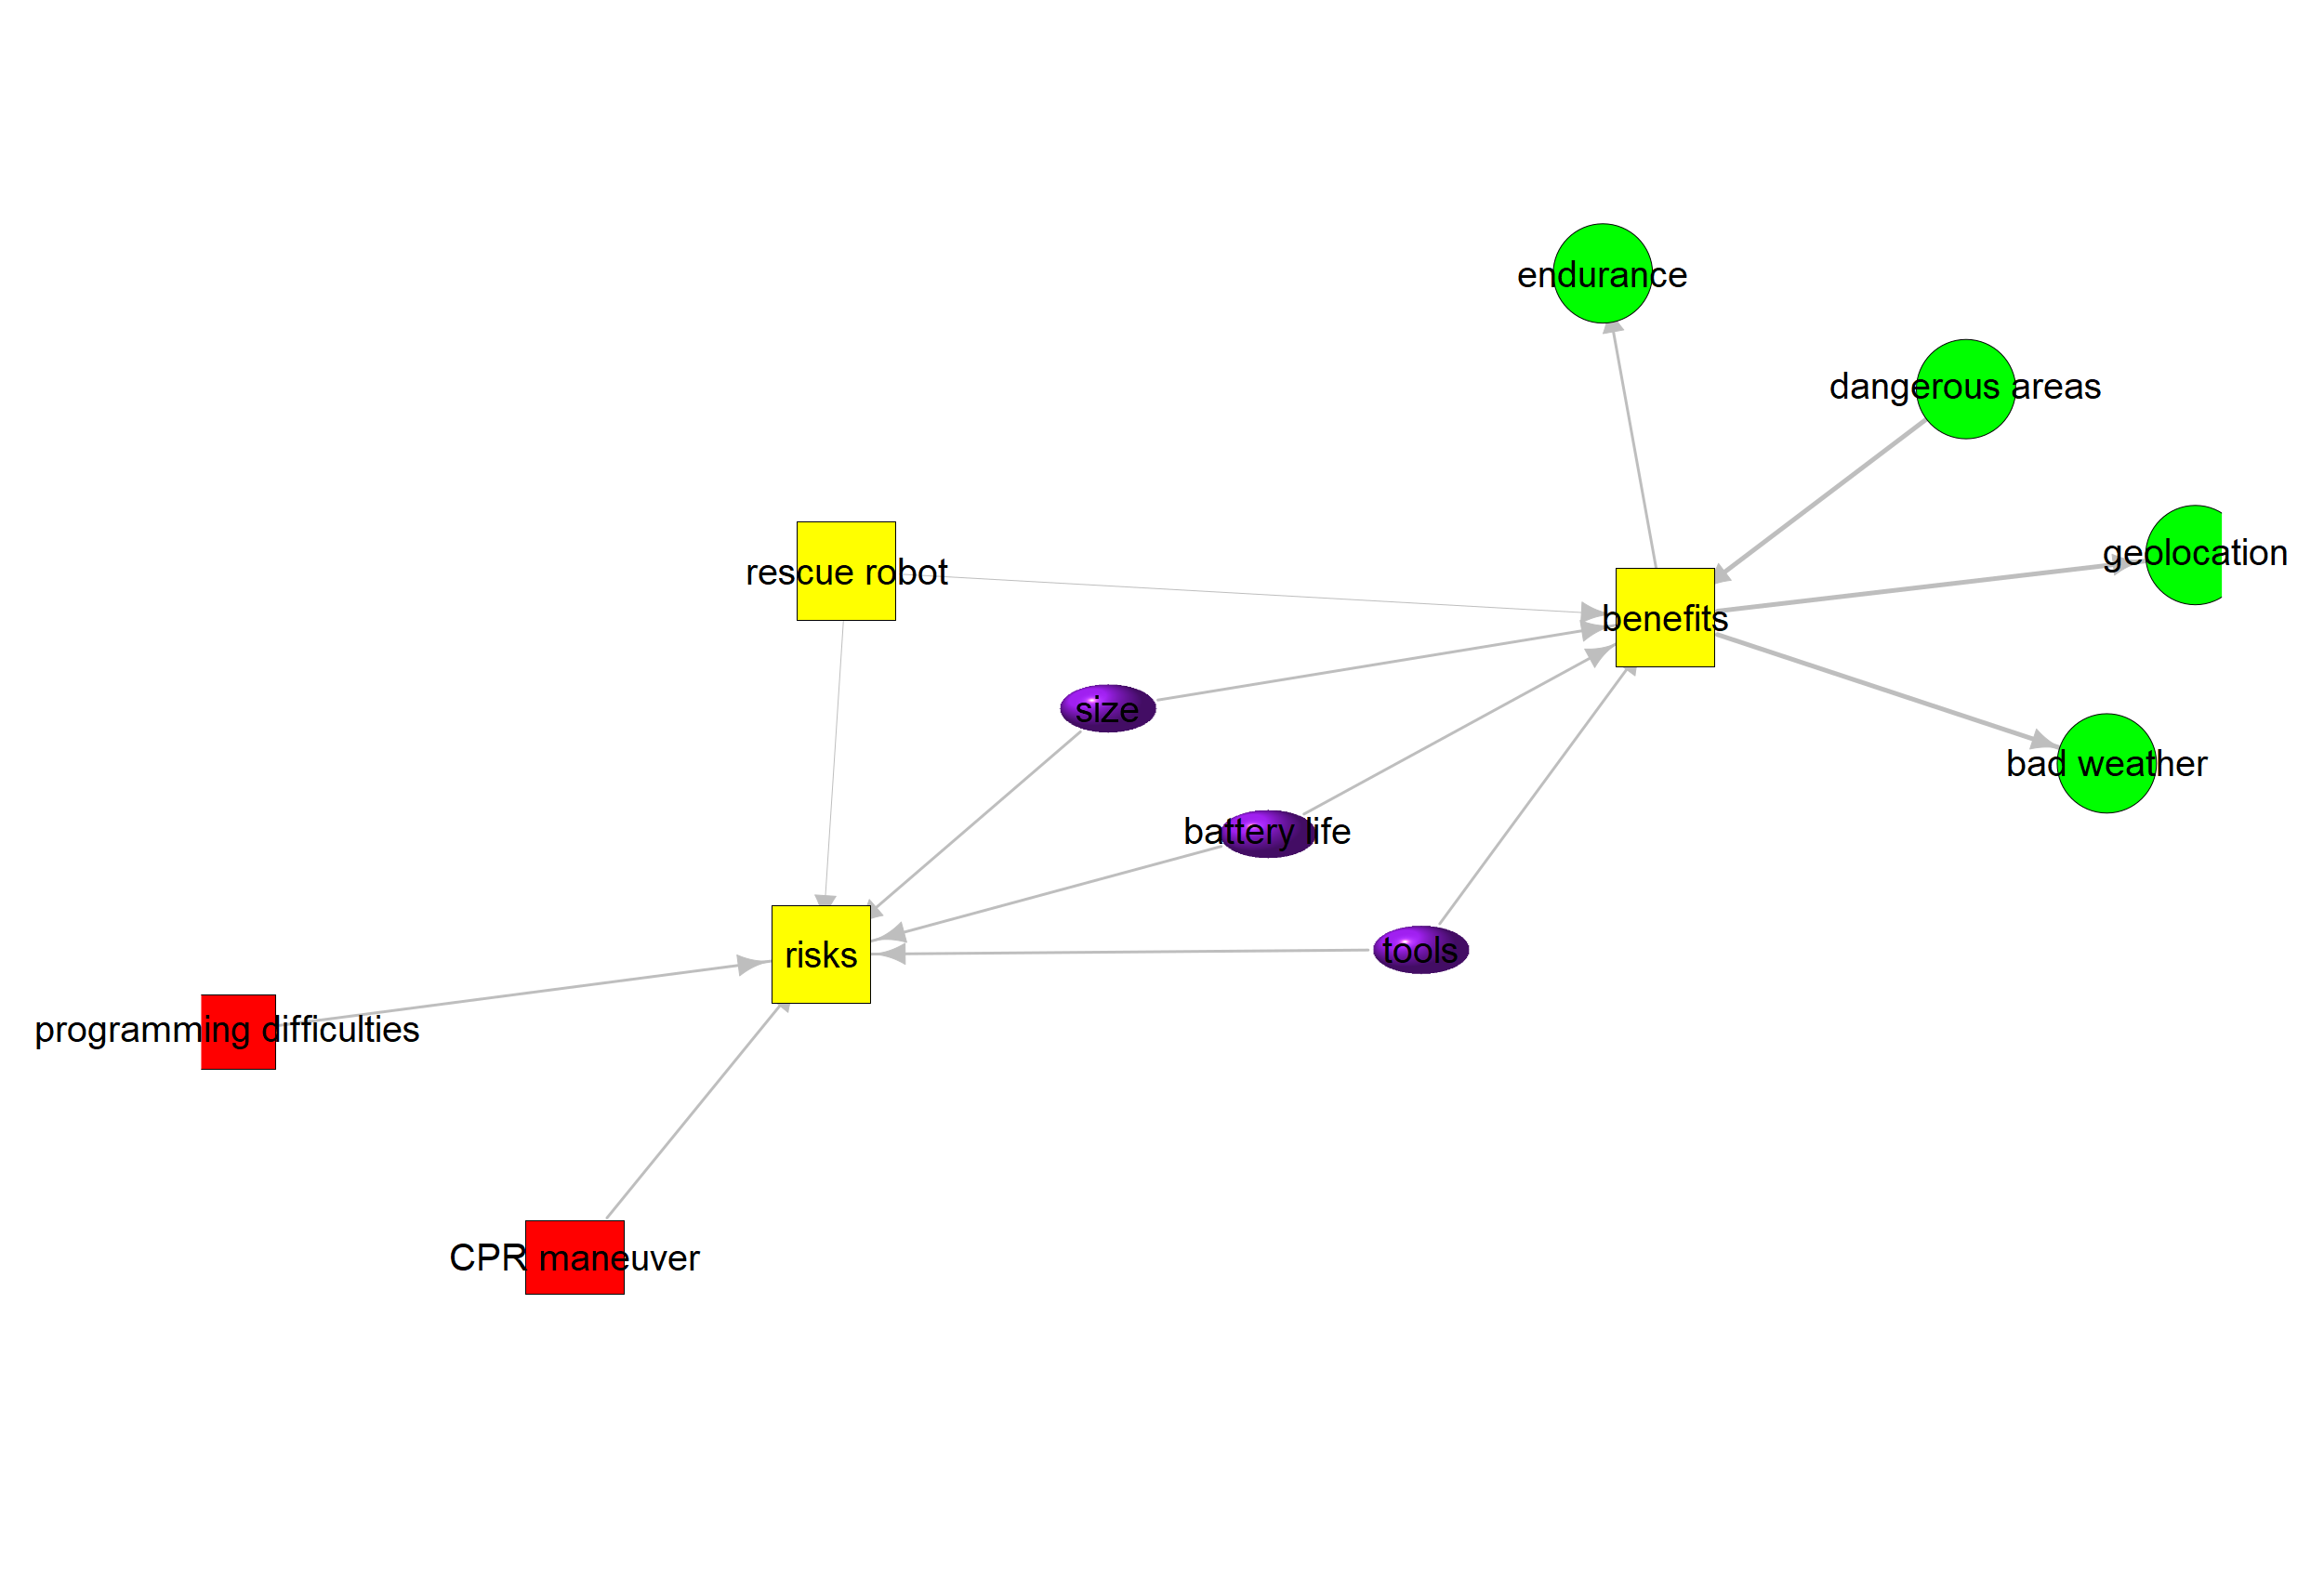 endurance
dangerous areas
geolocation
rescue robot
benefits
size
bad weather
battery life
tools
risks
programming difficulties
CPR maneuver